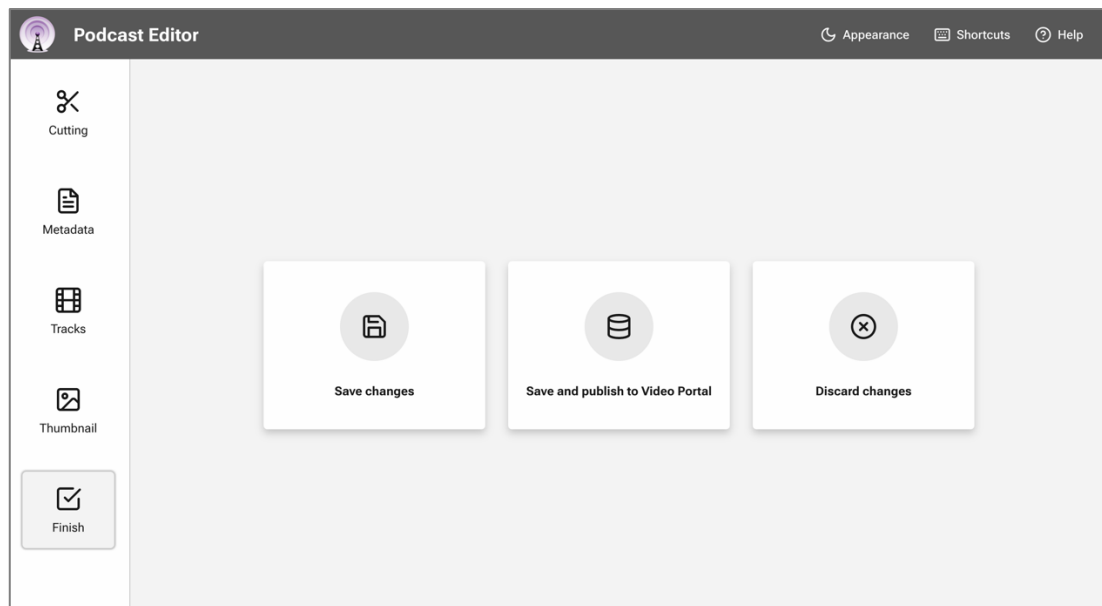 Podcast Editor
Appearance
Shortcuts
Help
Cutting
Metadata
Tracks
Thumbnail
Finish
Save changes
Save and publish to Video Portal
Discard changes